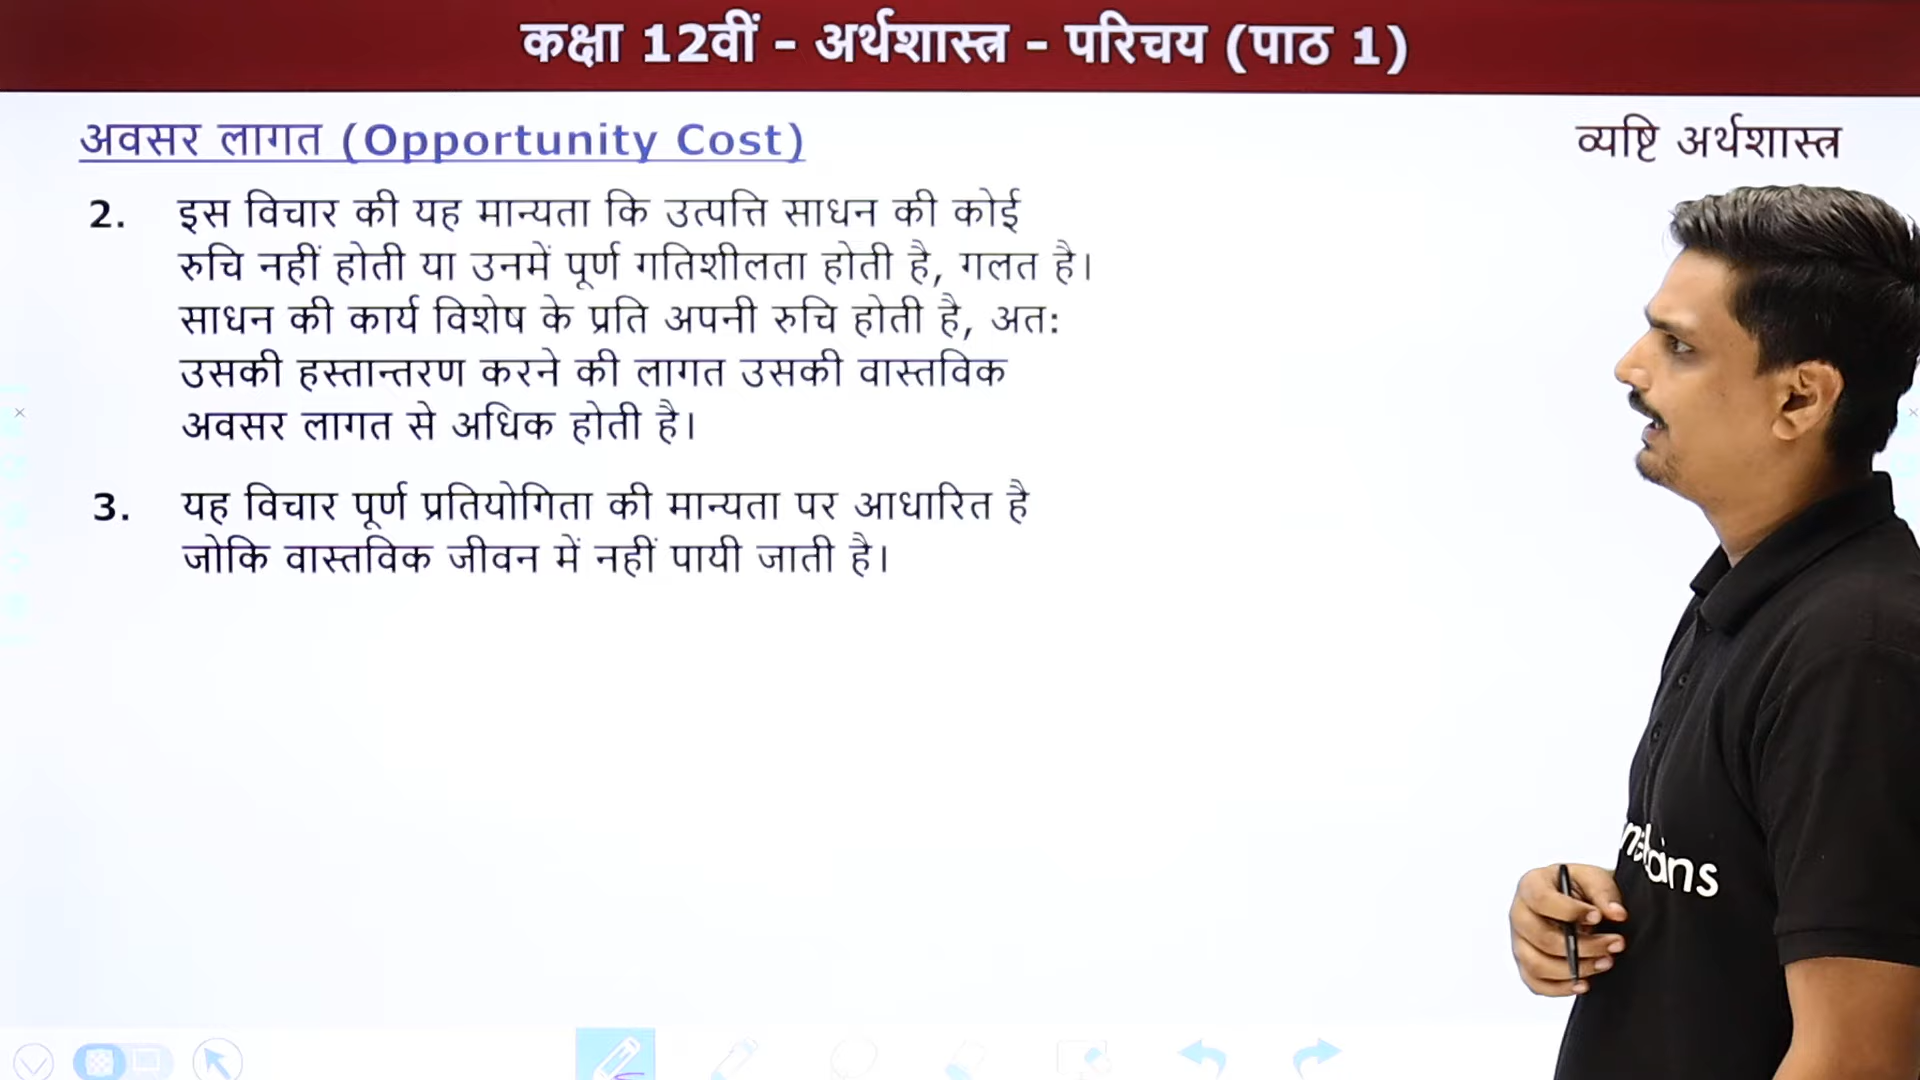 कक्षा 12वीं - अर्थशास्त्र - परिचय (पाठ 1)
अवसर लागत (Opportunity Cost)
व्यष्टि अर्थशास्त्र
2. इस विचार की यह मान्यता कि उत्पत्ति साधन की कोई
रुचि नहीं होती या उनमें पूर्ण गतिशीलता होती है, गलत है।
साधन की कार्य विशेष के प्रति अपनी रुचि होती है, अत:
उसकी हस्तान्तरण करने की लागत उसकी वास्तविक
अवसर लागत से अधिक होती है।
3. यह विचार पूर्ण प्रतियोगिता की मान्यता पर आधारित है
जोकि वास्तविक जीवन में नहीं पायी जाती है।